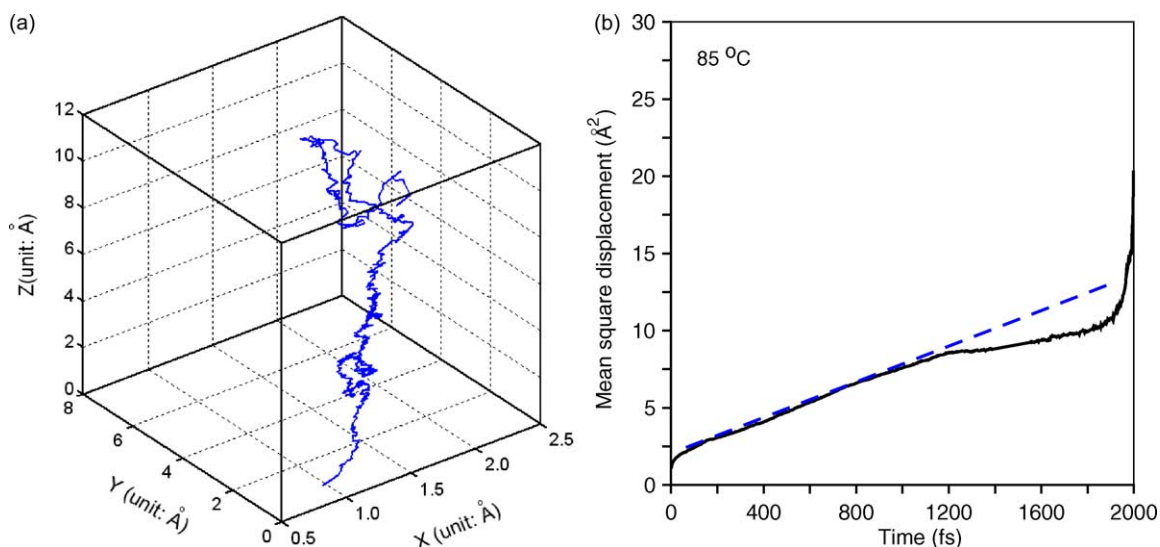 (a)
12
10
8
6
4
2
0
Z(unit: Å)
8
6
4
2
0
Y (unit: Å)
0.5
1.0
1.5
2.0
2.5
X (unit: Å)
(b)
85 °C
30
25
20
15
10
5
0
Mean square displacement (Å²)
0 400 800 1200 1600 2000
Time (fs)